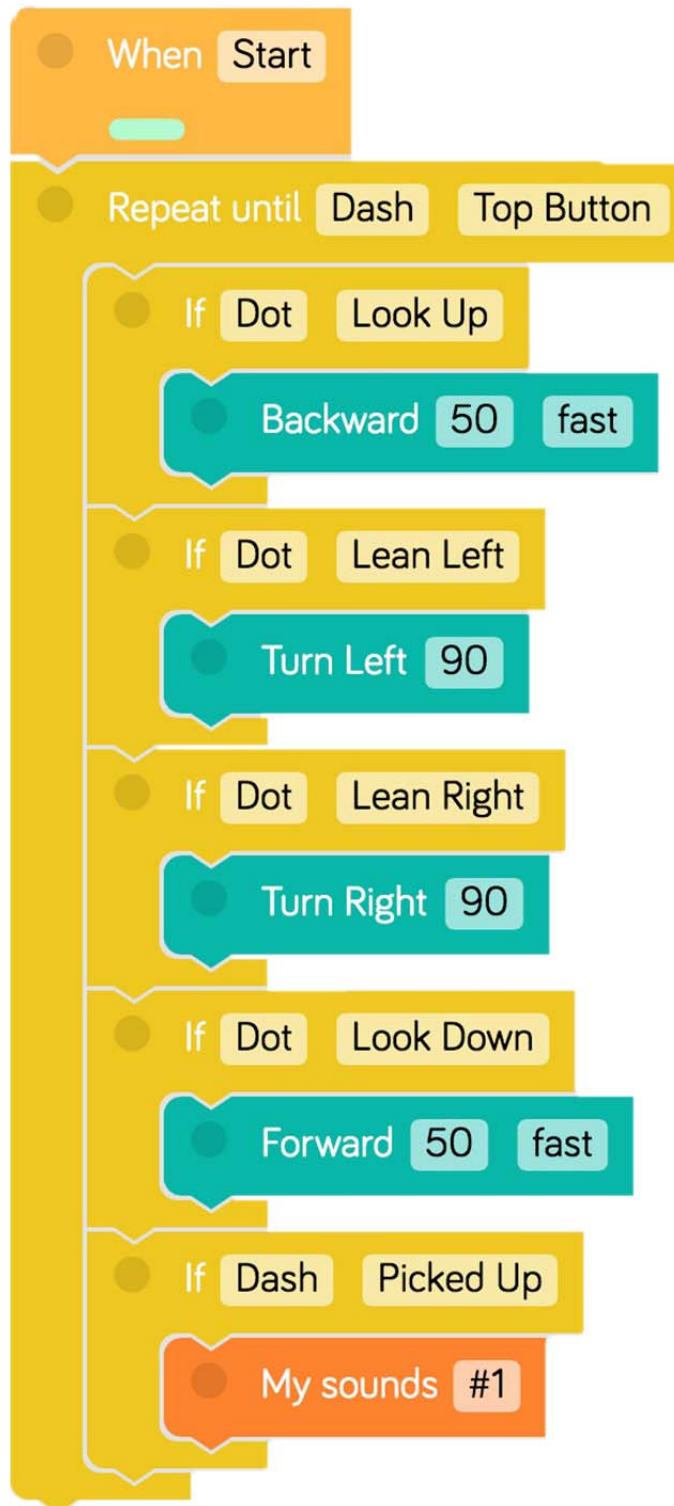 When Start
Repeat until Dash Top Button
If Dot Look Up
Backward 50 fast
If Dot Lean Left
Turn Left 90
If Dot Lean Right
Turn Right 90
If Dot Look Down
Forward 50 fast
If Dash Picked Up
My sounds #1